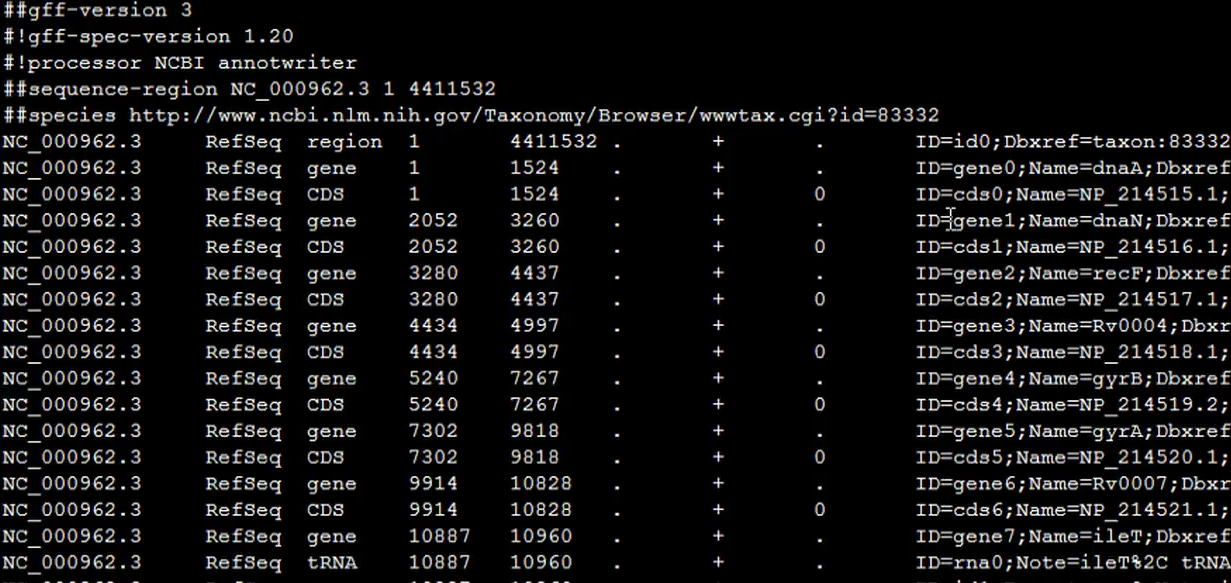 ##gff-version 3
#!gff-spec-version 1.20
#!processor NCBI annotwriter
##sequence-region NC_000962.3 1 4411532
##species http://www.ncbi.nlm.nih.gov/Taxonomy/Browser/wwwtax.cgi?id=83332
NC_000962.3 RefSeq region 1 4411532 . + . ID=id0;Dbxref=taxon:83332
NC_000962.3 RefSeq gene 1 1524 . + . ID=gene0;Name=dnaA;Dbxref
NC_000962.3 RefSeq CDS 1 1524 . + 0 ID=cds0;Name=NP_214515.1;
NC_000962.3 RefSeq gene 2052 3260 . + . ID=gene1;Name=dnaN;Dbxref
NC_000962.3 RefSeq CDS 2052 3260 . + 0 ID=cds1;Name=NP_214516.1;
NC_000962.3 RefSeq gene 3280 4437 . + . ID=gene2;Name=recF;Dbxref
NC_000962.3 RefSeq CDS 3280 4437 . + 0 ID=cds2;Name=NP_214517.1;
NC_000962.3 RefSeq gene 4434 4997 . + . ID=gene3;Name=Rv0004;Dbxr
NC_000962.3 RefSeq CDS 4434 4997 . + 0 ID=cds3;Name=NP_214518.1;
NC_000962.3 RefSeq gene 5240 7267 . + . ID=gene4;Name=gyrB;Dbxref
NC_000962.3 RefSeq CDS 5240 7267 . + 0 ID=cds4;Name=NP_214519.2;
NC_000962.3 RefSeq gene 7302 9818 . + . ID=gene5;Name=gyrA;Dbxref
NC_000962.3 RefSeq CDS 7302 9818 . + 0 ID=cds5;Name=NP_214520.1;
NC_000962.3 RefSeq gene 9914 10828 . + . ID=gene6;Name=Rv0007;Dbxr
NC_000962.3 RefSeq CDS 9914 10828 . + 0 ID=cds6;Name=NP_214521.1;
NC_000962.3 RefSeq gene 10887 10960 . + . ID=gene7;Name=ileT;Dbxref
NC_000962.3 RefSeq tRNA 10887 10960 . + . ID=rna0;Note=ileT%2C tRNA